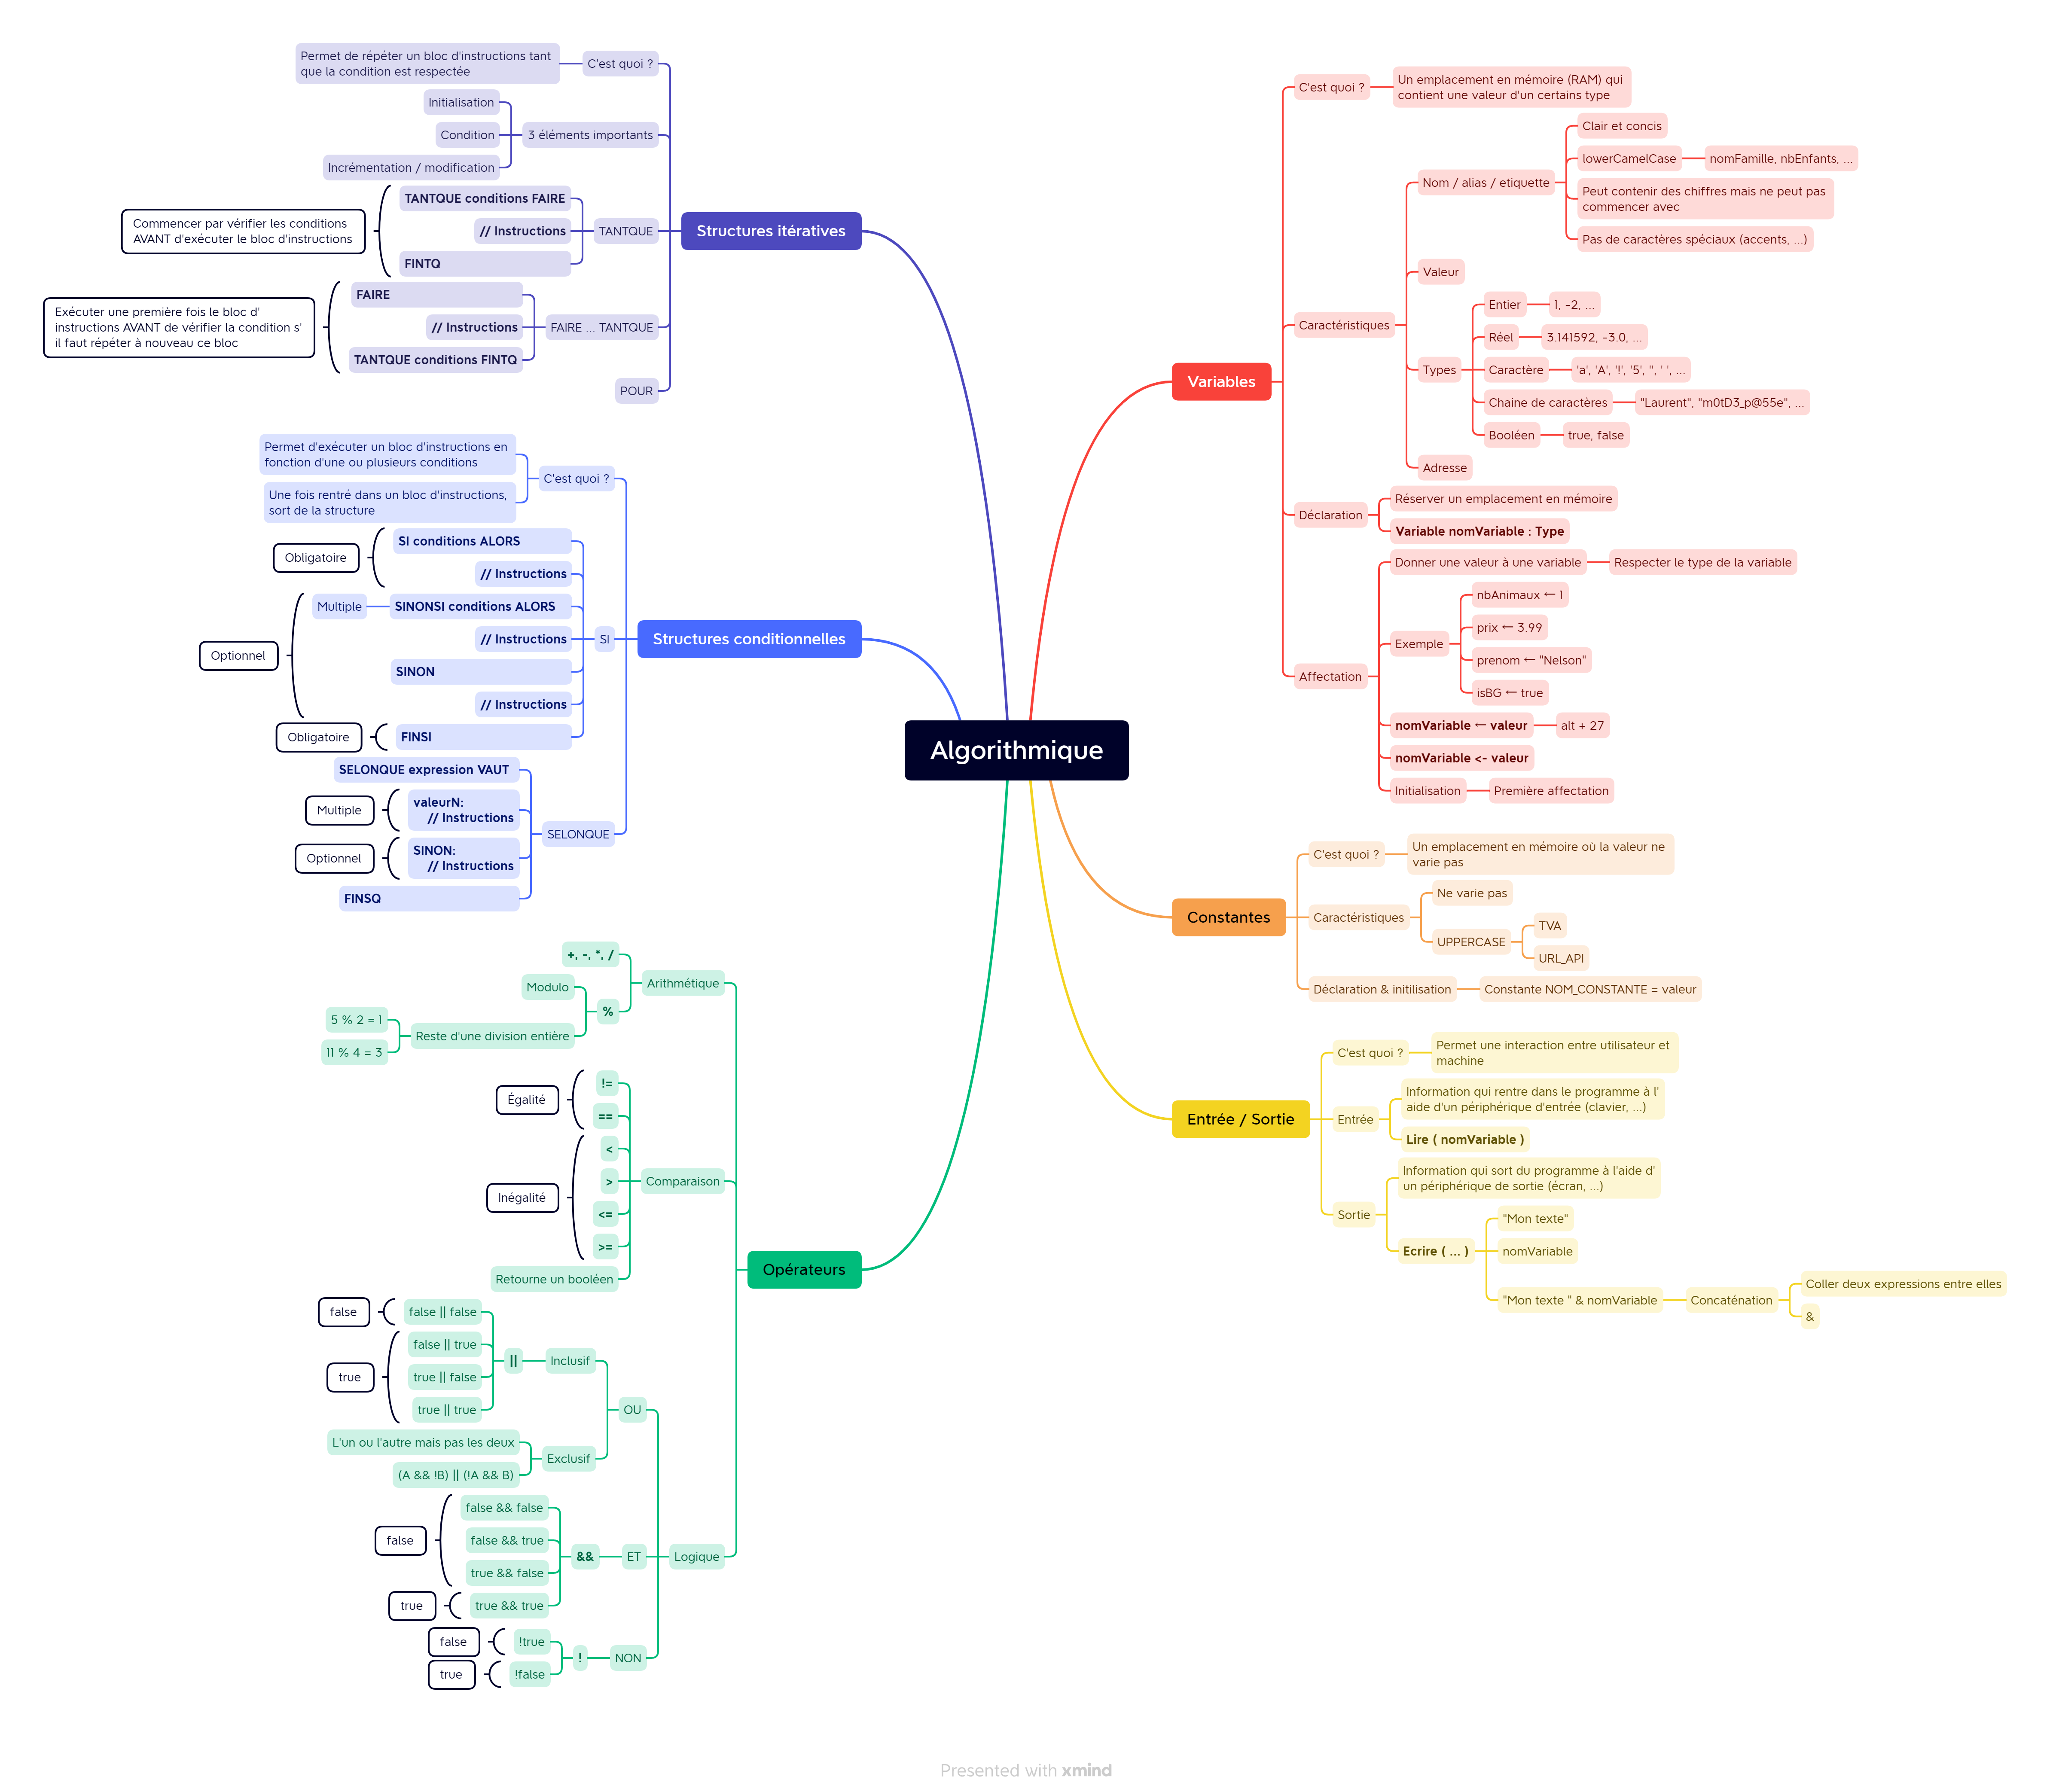 Algorithmique
Variables
C'est quoi ?
Un emplacement en mémoire (RAM) qui
contient une valeur d'un certains type
Caractéristiques
Nom / alias / etiquette
Clair et concis
lowerCamelCase
nomFamille, nbEnfants, ...
Peut contenir des chiffres mais ne peut pas
commencer avec
Pas de caractères spéciaux (accents, ...)
Valeur
Types
Entier
1, -2, ...
Réel
3.141592, -3.0, ...
Caractère
'a', 'A', '!', '5', '', ' ', ...
Chaine de caractères
"Laurent", "m0tD3_p@55e", ...
Booléen
true, false
Adresse
Déclaration
Réserver un emplacement en mémoire
Variable nomVariable : Type
Affectation
Donner une valeur à une variable
Respecter le type de la variable
Exemple
nbAnimaux ← 1
prix ← 3.99
prenom ← "Nelson"
isBG ← true
nomVariable ← valeur
alt + 27
nomVariable <- valeur
Initialisation
Première affectation
Constantes
C'est quoi ?
Un emplacement en mémoire où la valeur ne
varie pas
Caractéristiques
Ne varie pas
UPPERCASE
TVA
URL_API
Déclaration & initilisation
Constante NOM_CONSTANTE = valeur
Entrée / Sortie
C'est quoi ?
Permet une interaction entre utilisateur et
machine
Entrée
Information qui rentre dans le programme à l'
aide d'un périphérique d'entrée (clavier, ...)
Lire ( nomVariable )
Sortie
Information qui sort du programme à l'aide d'
un périphérique de sortie (écran, ...)
Ecrire ( ... )
"Mon texte"
nomVariable
"Mon texte " & nomVariable
Concaténation
Coller deux expressions entre elles
&
Structures itératives
C'est quoi ?
Permet de répéter un bloc d'instructions tant
que la condition est respectée
3 éléments importants
Initialisation
Condition
Incrémentation / modification
TANTQUE
TANTQUE conditions FAIRE
// Instructions
FINTQ
Commencer par vérifier les conditions
AVANT d'exécuter le bloc d'instructions
FAIRE ... TANTQUE
FAIRE
// Instructions
TANTQUE conditions FINTQ
Exécuter une première fois le bloc d'
instructions AVANT de vérifier la condition s'
il faut répéter à nouveau ce bloc
POUR
Structures conditionnelles
C'est quoi ?
Permet d'exécuter un bloc d'instructions en
fonction d'une ou plusieurs conditions
Une fois rentré dans un bloc d'instructions,
sort de la structure
SI
SI conditions ALORS
// Instructions
Obligatoire
SINONSI conditions ALORS
Multiple
// Instructions
SINON
// Instructions
Optionnel
FINSI
Obligatoire
SELONQUE
SELONQUE expression VAUT
valeurN:
// Instructions
Multiple
SINON:
// Instructions
Optionnel
FINSQ
Opérateurs
Arithmétique
+, -, *, /
%
Modulo
Reste d'une division entière
5 % 2 = 1
11 % 4 = 3
Comparaison
!=
==
Égalité
<
>
<=
>=
Inégalité
Retourne un booléen
Logique
OU
Inclusif
||
false || false
false
false || true
true || false
true || true
true
Exclusif
L'un ou l'autre mais pas les deux
(A && !B) || (!A && B)
ET
&&
false && false
false && true
true && false
false
true && true
true
NON
!
!true
false
!false
true
Presented with xmind